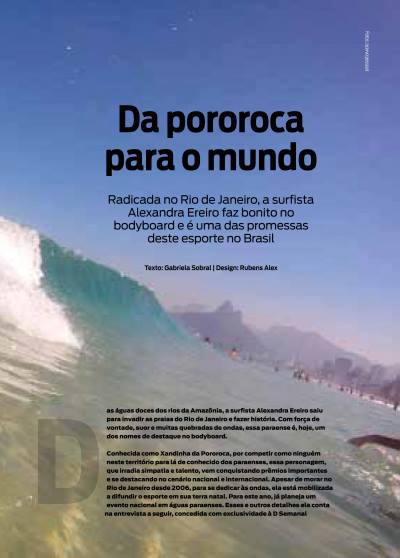 Da pororoca
para o mundo
Radicada no Rio de Janeiro, a surfista
Alexandra Ereiro faz bonito no
bodyboard e é uma das promessas
deste esporte no Brasil
Texto: Gabriela Sobral | Design: Rubens Alex
Das águas doces dos rios da Amazônia, a surfista Alexandra Ereiro saiu
para invadir as praias do Rio de Janeiro e fazer história. Com força de
vontade, suor e muitas quebradas de ondas, essa paraense é, hoje, um
dos nomes de destaque no bodyboard.
Conhecida como Xandinha da Pororoca, por competir como ninguém
neste território para lá de conhecido dos paraenses, essa personagem,
que irradia simpatia e talento, vem conquistando prêmios importantes
e se destacando no cenário nacional e internacional. Apesar de morar no
Rio de Janeiro desde 2006, para se dedicar às ondas, ela está mobilizada
a difundir o esporte em sua terra natal. Para este ano, já planeja um
evento nacional em águas paraenses. Esses e outros detalhes ela conta
na entrevista a seguir, concedida com exclusividade à D Semanal